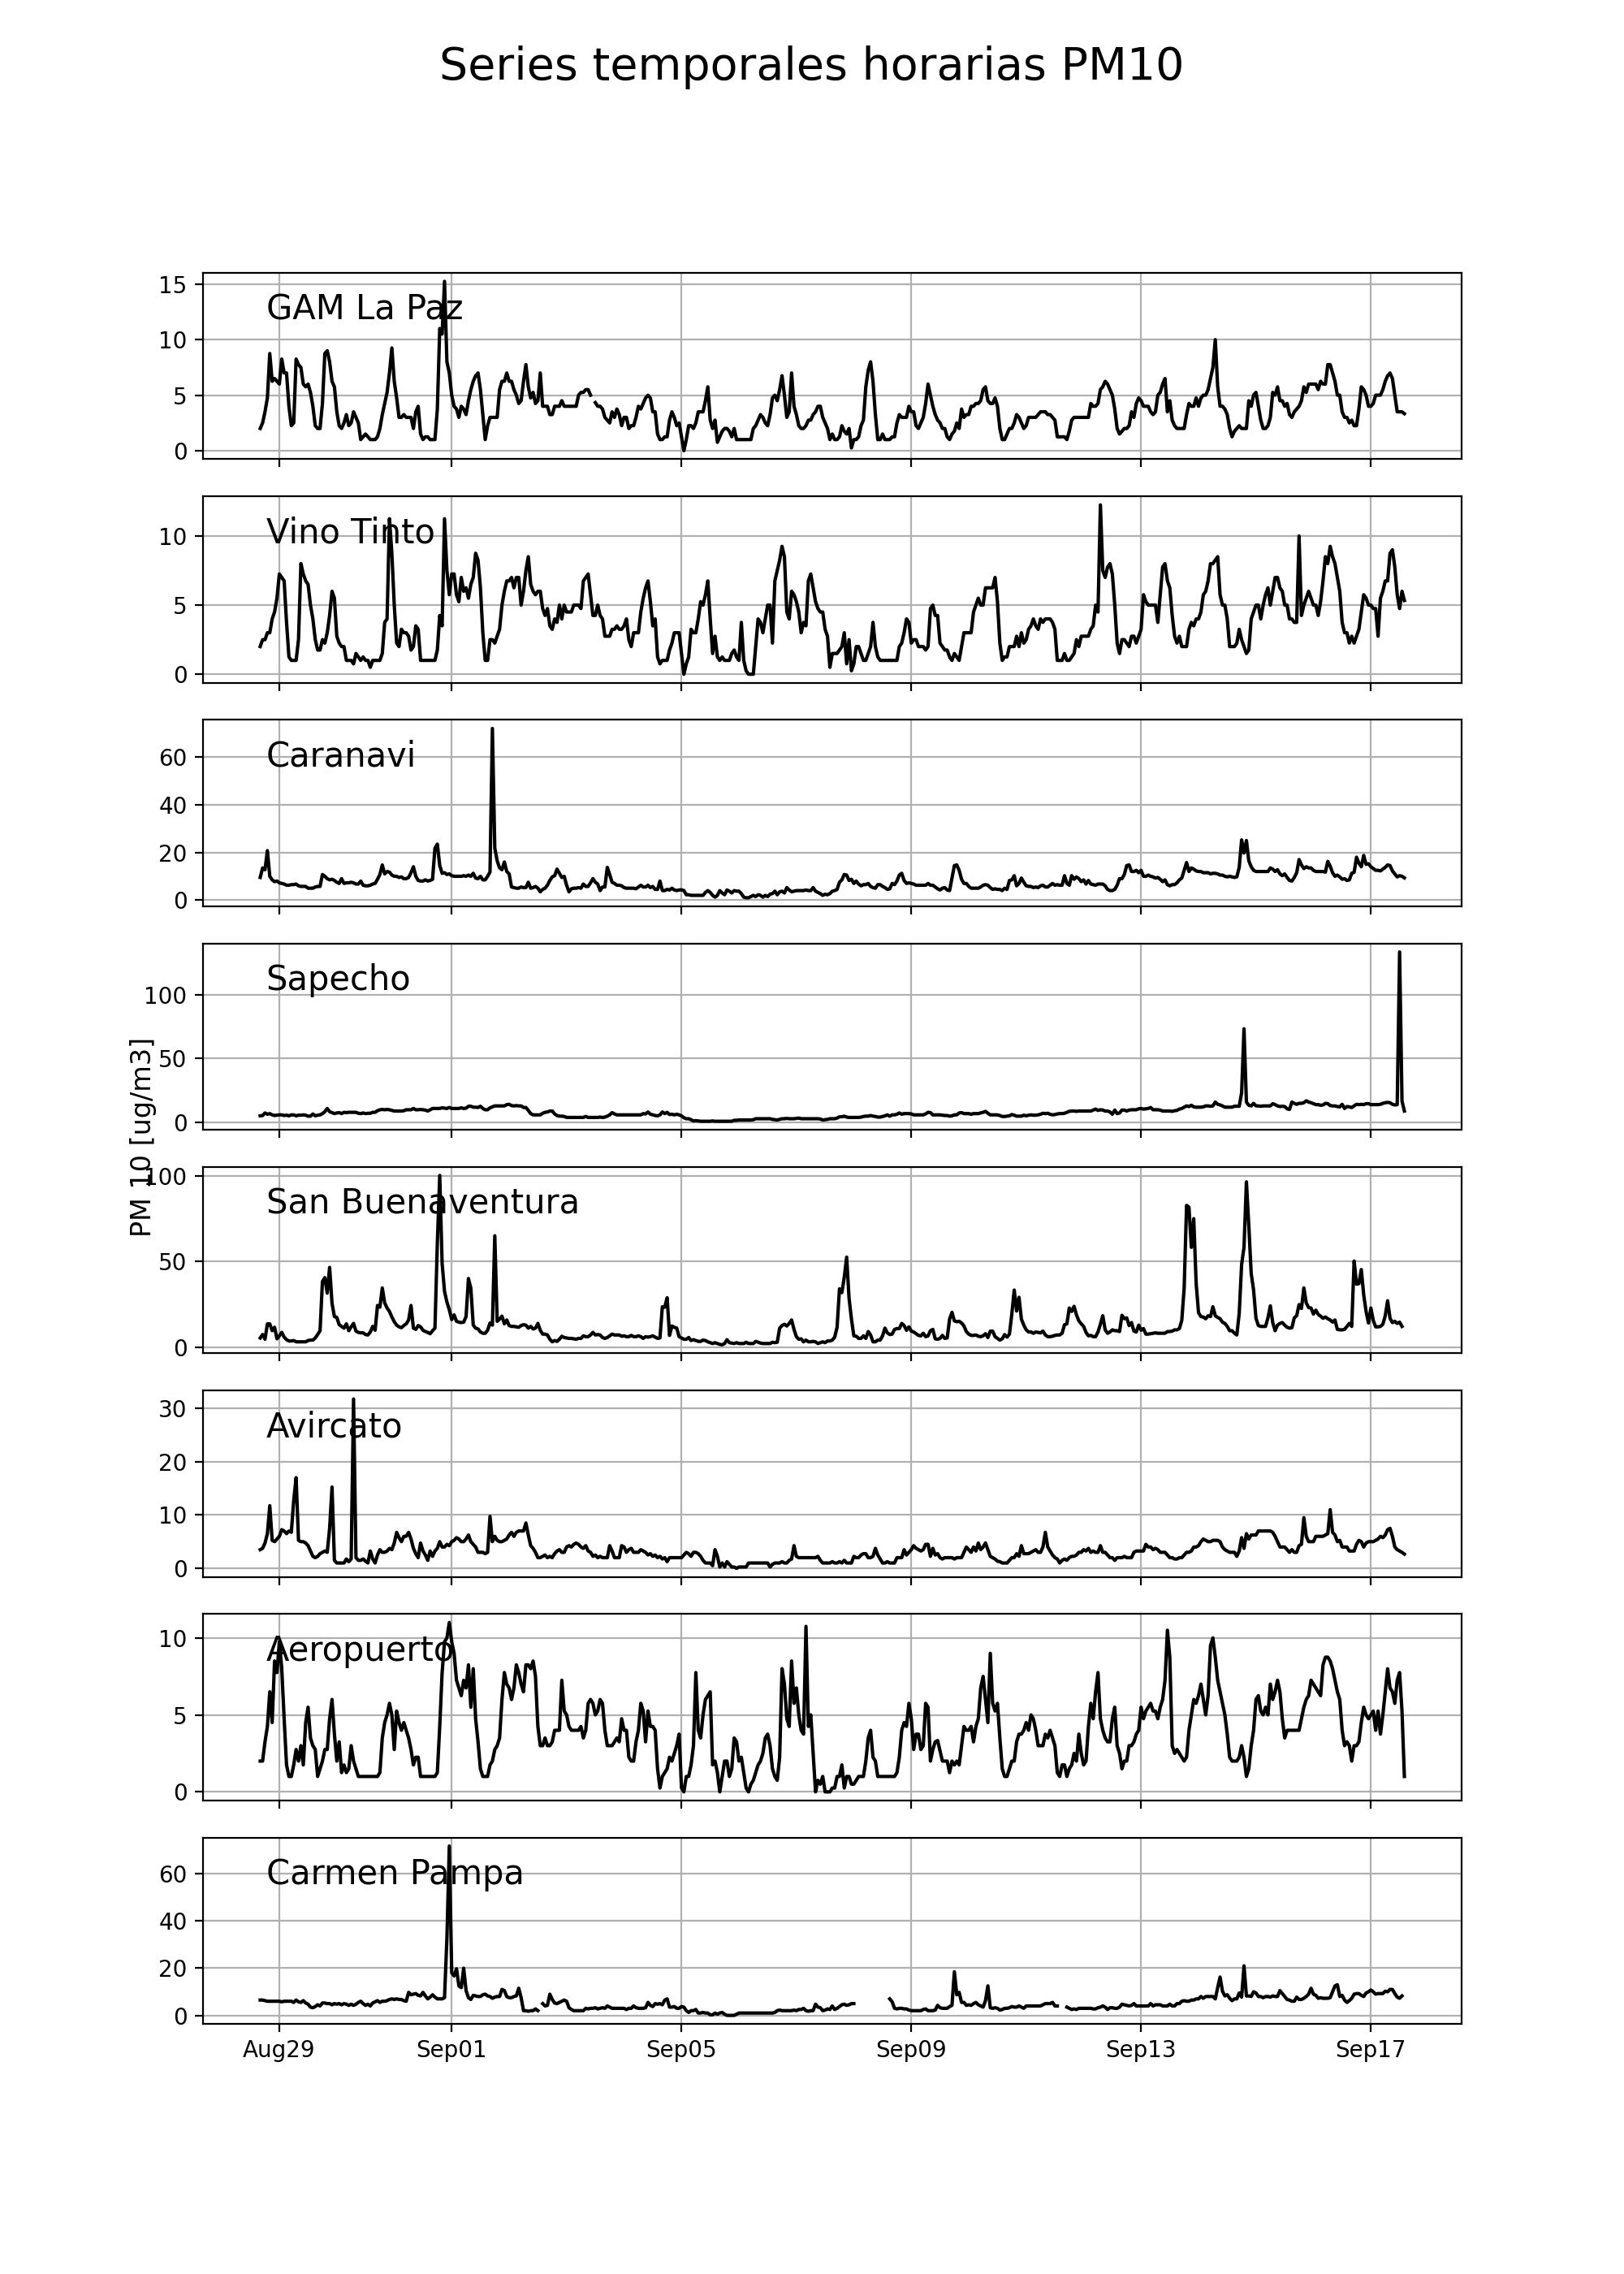 Series temporales horarias PM10
15
GAM La Paz
10
5
0
Vino Tinto
10
5
0
Caranavi
60
40
20
0
Sapecho
100
50
0
PM 10 [ug/m3]
100
San Buenaventura
50
0
30
Avircato
20
10
0
10
Aeropuerto
5
0
Carmen Pampa
60
40
20
0
Aug29 Sep01 Sep05 Sep09 Sep13 Sep17